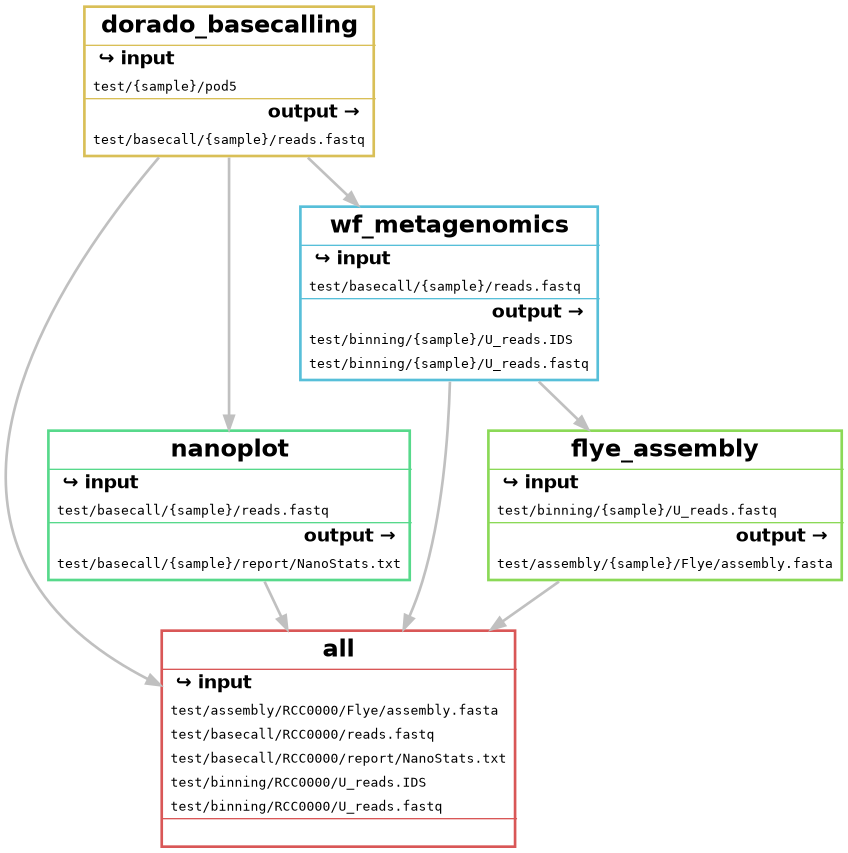 dorado_basecalling
↪ input
test/{sample}/pod5
output →
test/basecall/{sample}/reads.fastq
wf_metagenomics
↪ input
test/basecall/{sample}/reads.fastq
output →
test/binning/{sample}/U_reads.IDS
test/binning/{sample}/U_reads.fastq
nanoplot
↪ input
test/basecall/{sample}/reads.fastq
output →
test/basecall/{sample}/report/NanoStats.txt
flye_assembly
↪ input
test/binning/{sample}/U_reads.fastq
output →
test/assembly/{sample}/Flye/assembly.fasta
all
↪ input
test/assembly/RCC0000/Flye/assembly.fasta
test/basecall/RCC0000/reads.fastq
test/basecall/RCC0000/report/NanoStats.txt
test/binning/RCC0000/U_reads.IDS
test/binning/RCC0000/U_reads.fastq